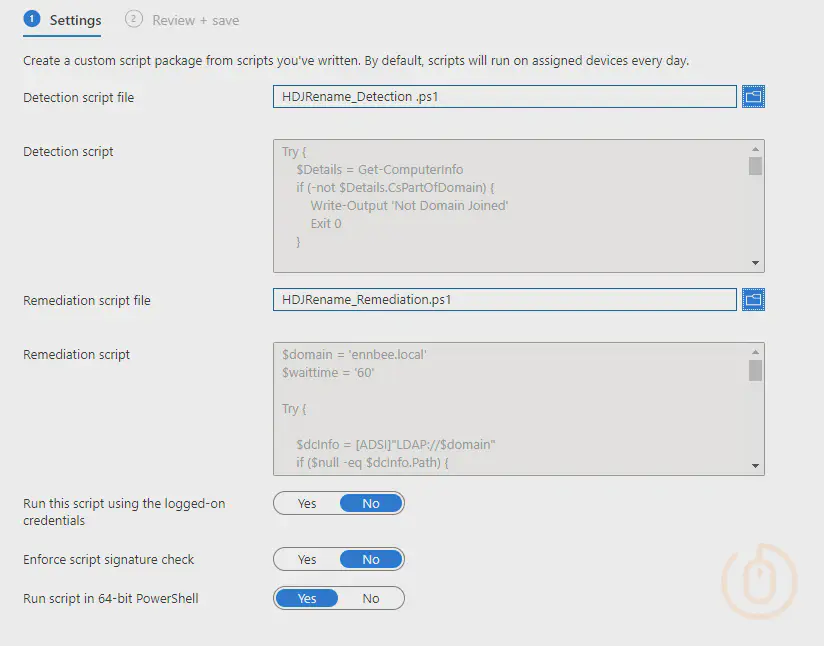 1 Settings 2 Review + save
Create a custom script package from scripts you've written. By default, scripts will run on assigned devices every day.
Detection script file HDJRename_Detection .ps1
Detection script
Try {
$Details = Get-ComputerInfo
if (-not $Details.CsPartOfDomain) {
Write-Output 'Not Domain Joined'
Exit 0
}
Remediation script file HDJRename_Remediation.ps1
Remediation script
$domain = 'ennbee.local'
$waittime = '60'
Try {
$dcInfo = [ADSI]"LDAP://$domain"
if ($null -eq $dcInfo.Path) {
Run this script using the logged-on
credentials
Yes No
Enforce script signature check Yes No
Run script in 64-bit PowerShell Yes No